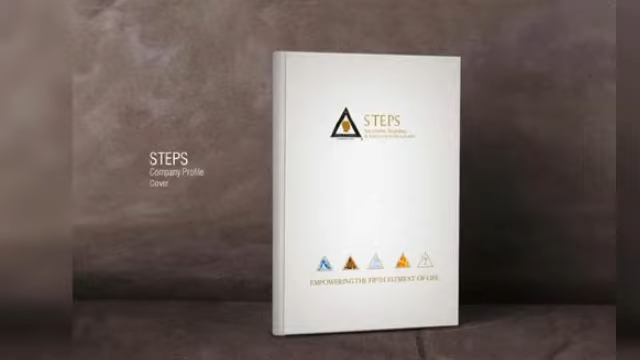 STEPS
Company Profile
Cover
STEPS
EMPOWERING THE FIFTH ELEMENT OF LIFE